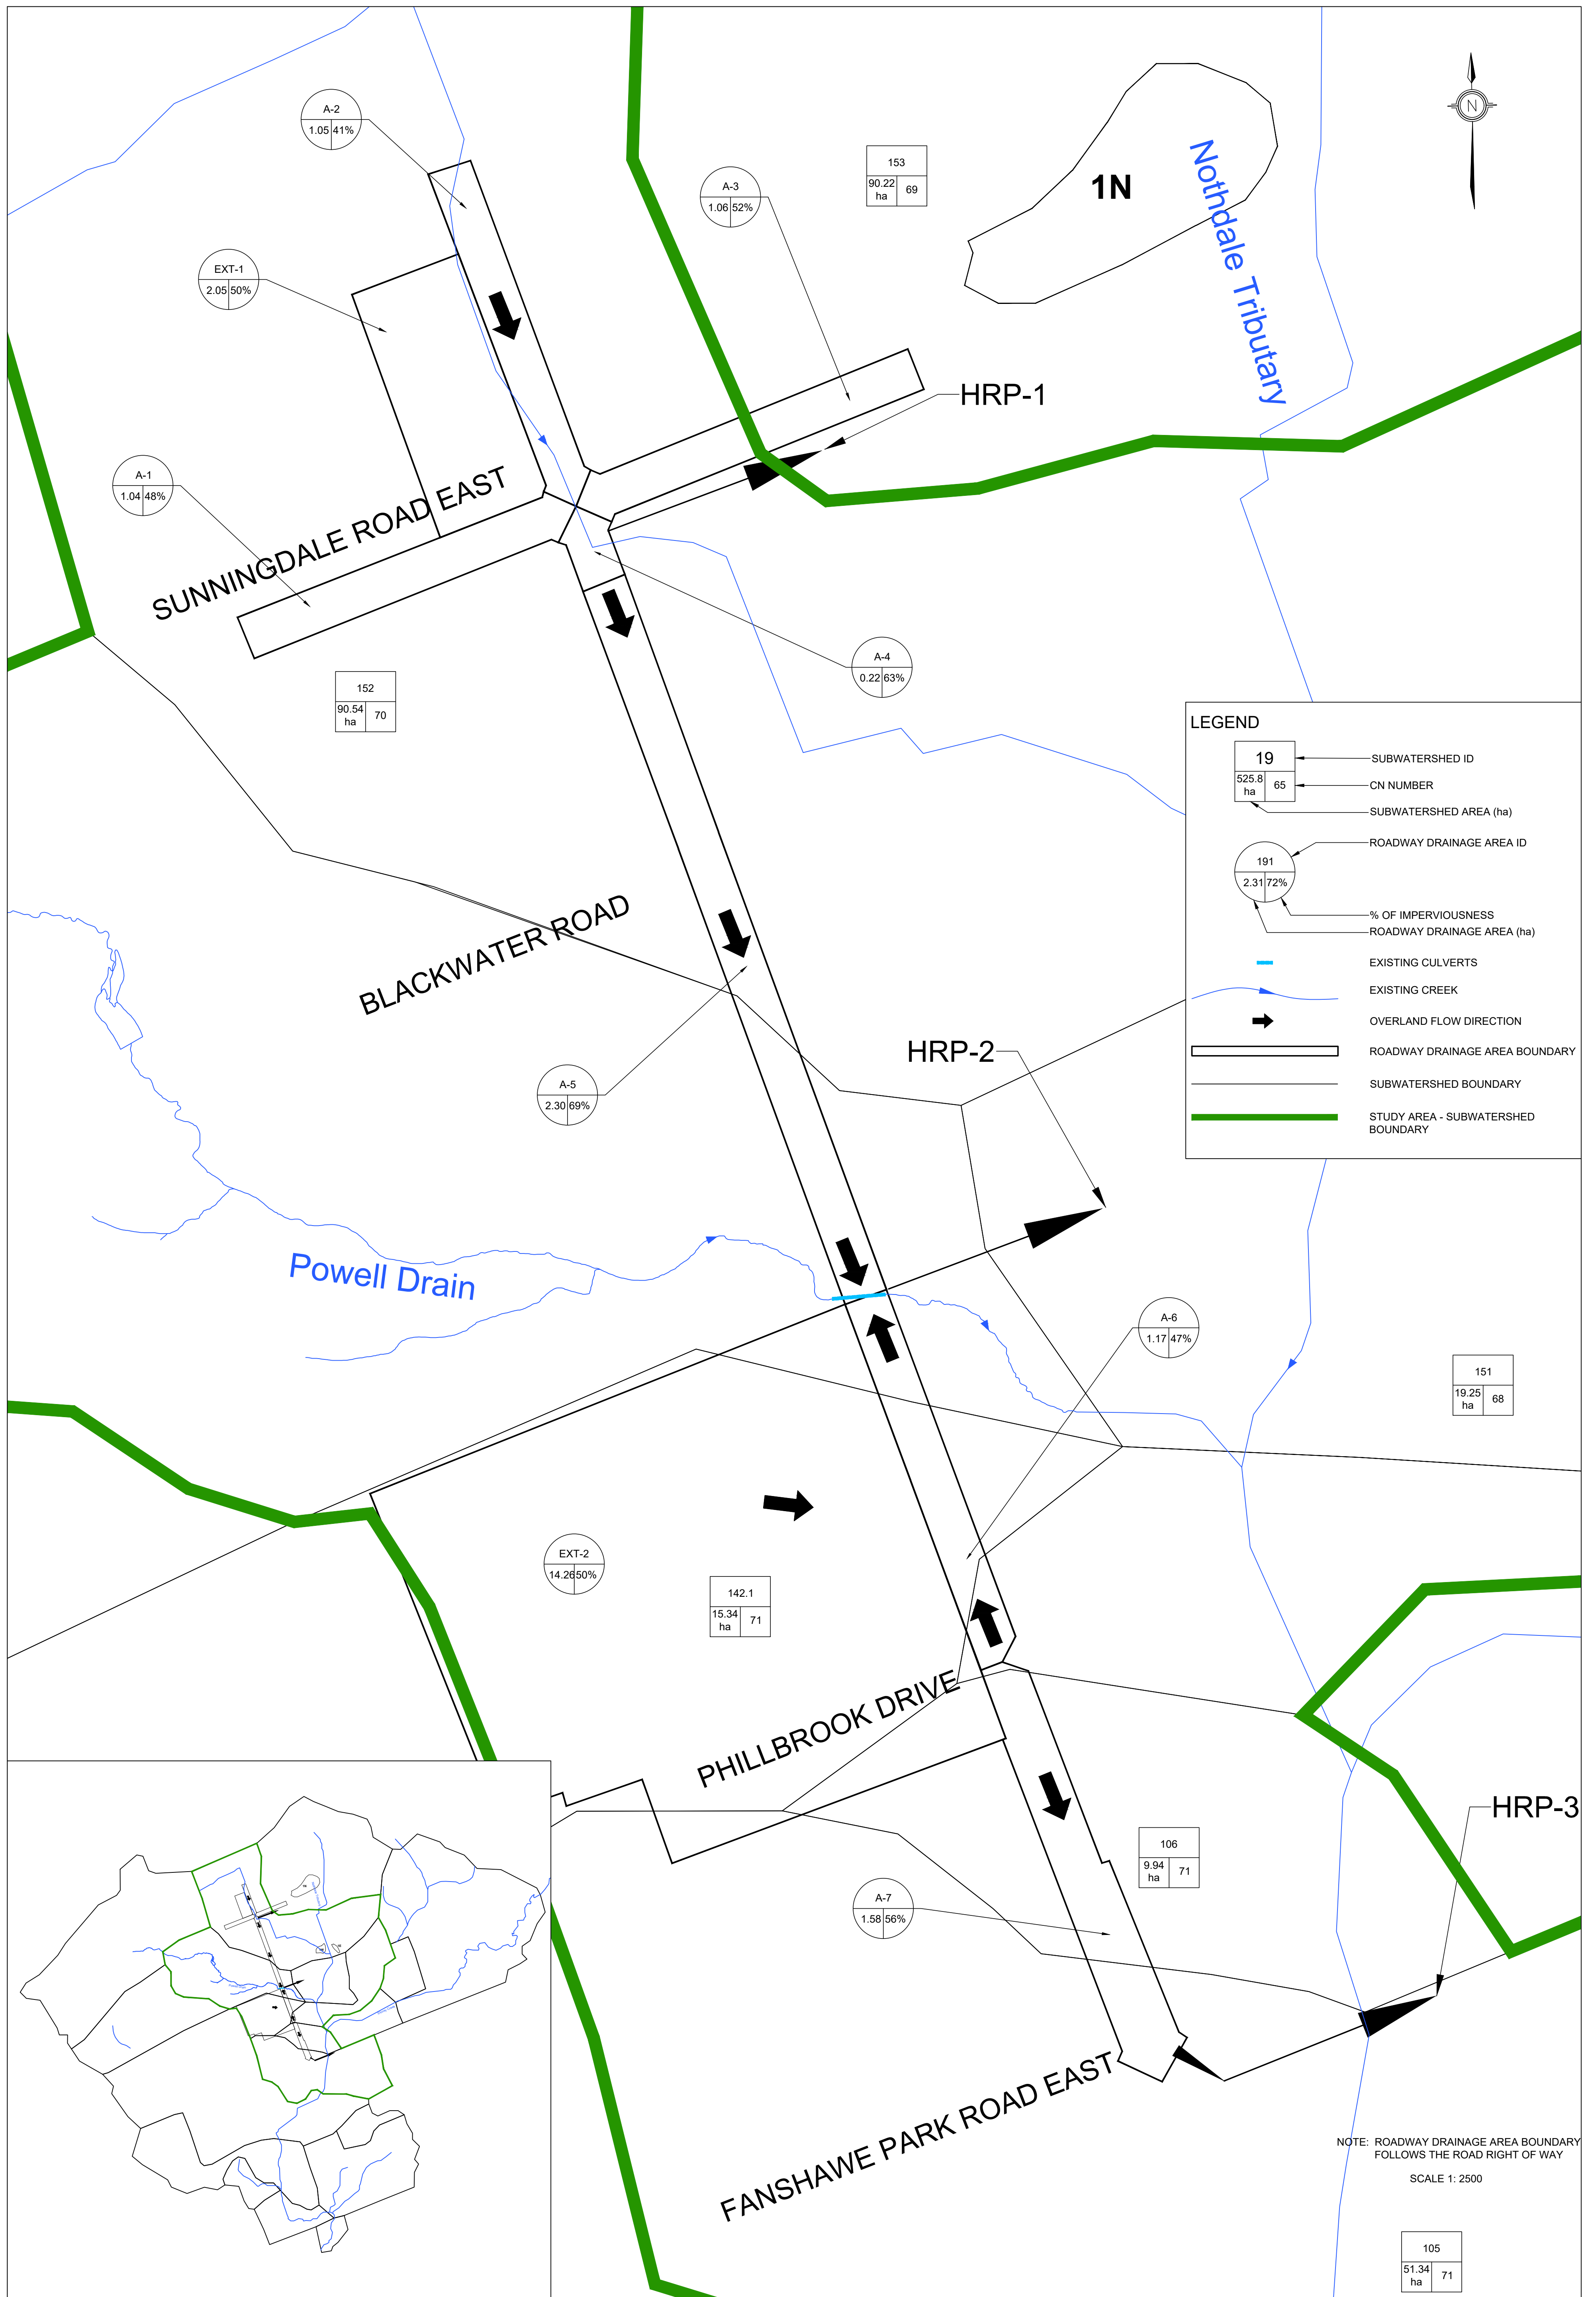 A-2
1.05 41%
N
153
90.22 ha 69
1N
Nothdale Tributary
A-3
1.06 52%
EXT-1
2.05 50%
HRP-1
A-1
1.04 48%
SUNNINGDALE ROAD EAST
A-4
0.22 63%
152
90.54 ha 70
LEGEND
19
525.8 ha 65
SUBWATERSHED ID
CN NUMBER
SUBWATERSHED AREA (ha)
191
2.31 72%
ROADWAY DRAINAGE AREA ID
% OF IMPERVIOUSNESS
ROADWAY DRAINAGE AREA (ha)
EXISTING CULVERTS
EXISTING CREEK
OVERLAND FLOW DIRECTION
ROADWAY DRAINAGE AREA BOUNDARY
SUBWATERSHED BOUNDARY
STUDY AREA - SUBWATERSHED
BOUNDARY
BLACKWATER ROAD
HRP-2
A-5
2.30 69%
Powell Drain
A-6
1.17 47%
151
19.25 ha 68
EXT-2
14.26 50%
142.1
15.34 ha 71
PHILLBROOK DRIVE
HRP-3
106
9.94 ha 71
A-7
1.58 56%
FANSHAWE PARK ROAD EAST
NOTE: ROADWAY DRAINAGE AREA BOUNDARY
FOLLOWS THE ROAD RIGHT OF WAY
SCALE 1: 2500
105
51.34 ha 71